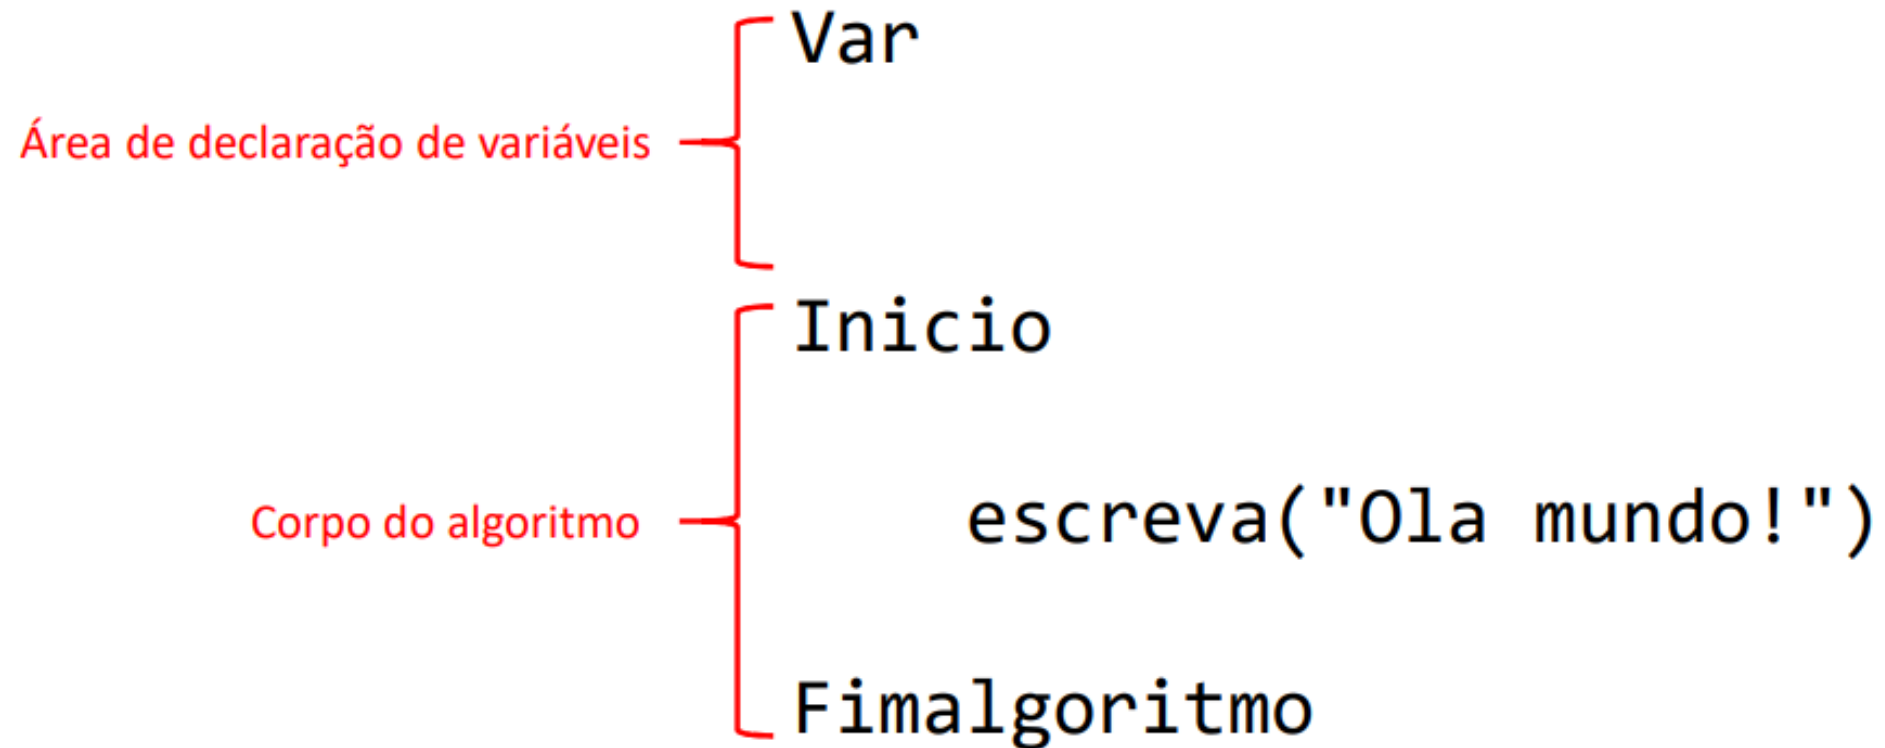 Var
Área de declaração de variáveis
Inicio
escreva("Ola mundo!")
Corpo do algoritmo
Fimalgoritmo